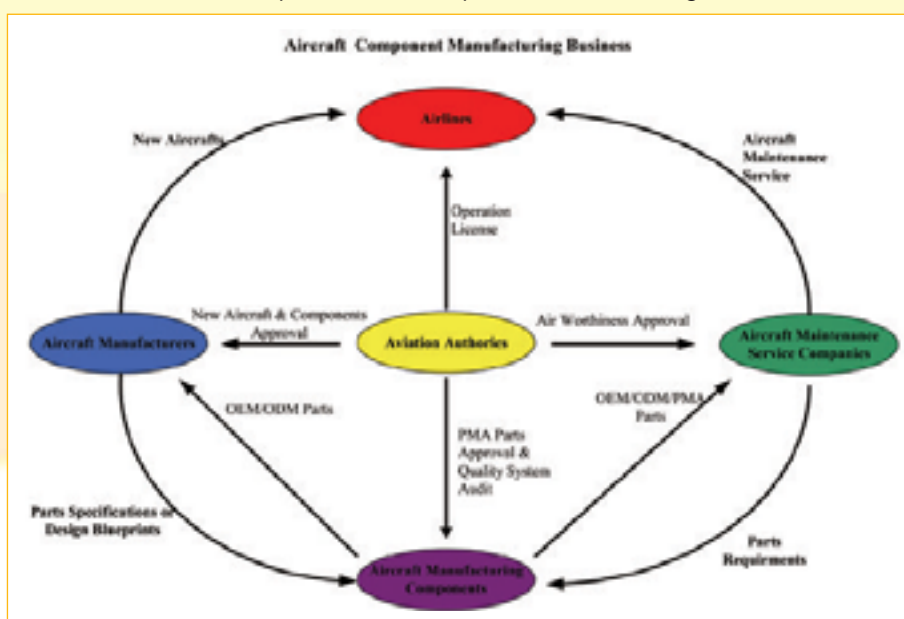 Aircraft Component Manufacturing Business
Airlines
New Aircrafts
Aircraft
Maintenance
Service
Operation
License
New Aircraft & Components
Approval
Air Worthiness Approval
Aircraft Manufacturers
Aviation Authories
Aircraft Maintenance
Service Companies
OEM/ODM Parts
OEM/ODM/PMA
Parts
PMA Parts
Approval &
Quality System
Audit
Parts Specifications or
Design Blueprints
Parts
Requirments
Aircraft Manufacturing
Components